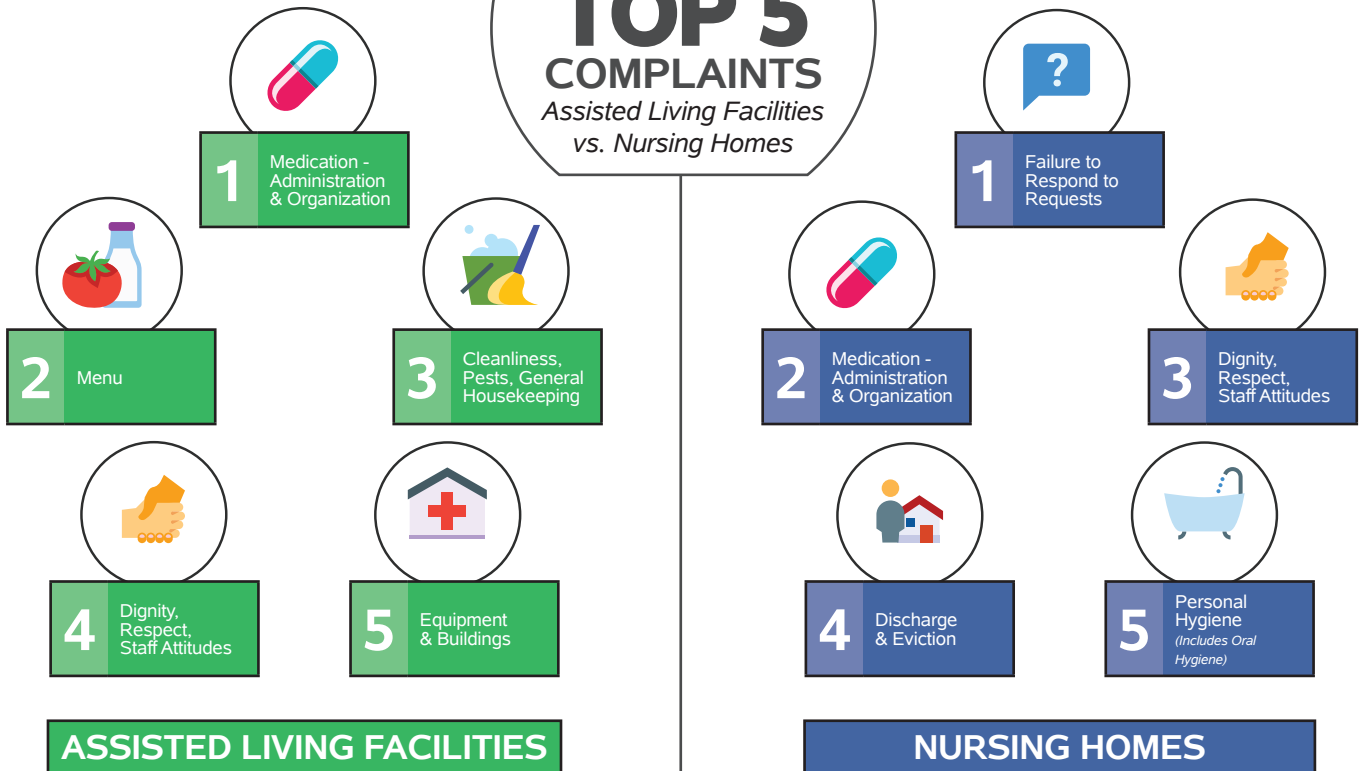 TOP 5
COMPLAINTS
Assisted Living Facilities
vs. Nursing Homes
1
Medication -
Administration
& Organization
2
Menu
3
Cleanliness,
Pests, General
Housekeeping
4
Dignity,
Respect,
Staff Attitudes
5
Equipment
& Buildings
ASSISTED LIVING FACILITIES
?
1
Failure to
Respond to
Requests
2
Medication -
Administration
& Organization
3
Dignity,
Respect,
Staff Attitudes
4
Discharge
& Eviction
5
Personal
Hygiene
(Includes Oral
Hygiene)
NURSING HOMES